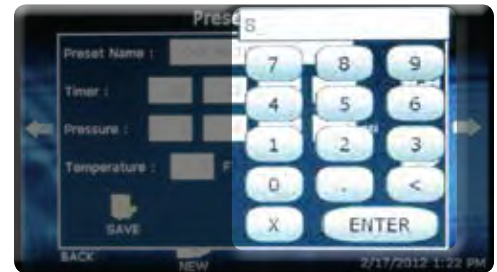 Prese
8_
Preset Name :
7 8 9
Timer :
4 5 6
Pressure :
1 2 3
Temperature : F
0 . <
SAVE
X ENTER
BACK
NEW
2/17/2012 1:22 PM